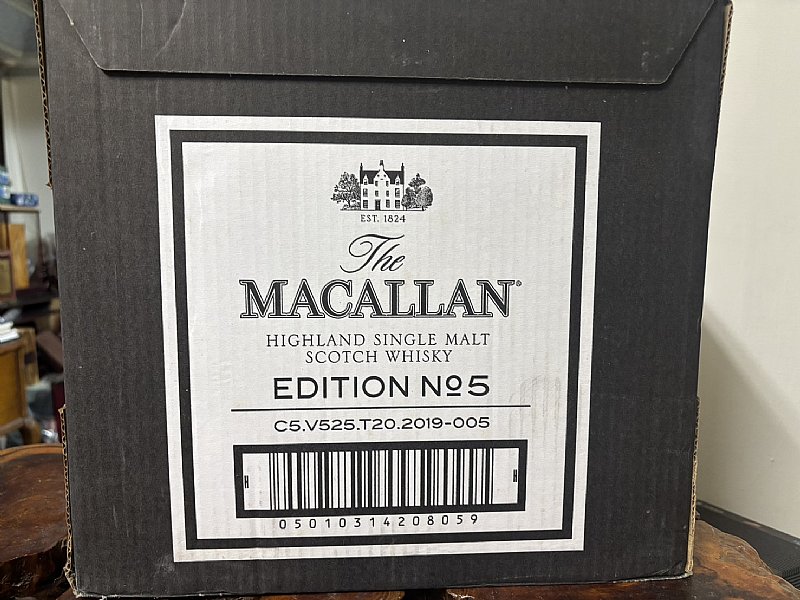 EST. 1824
The
MACALLAN®
HIGHLAND SINGLE MALT
SCOTCH WHISKY
EDITION Nº5
C5.V525.T20.2019-005
05010314208059